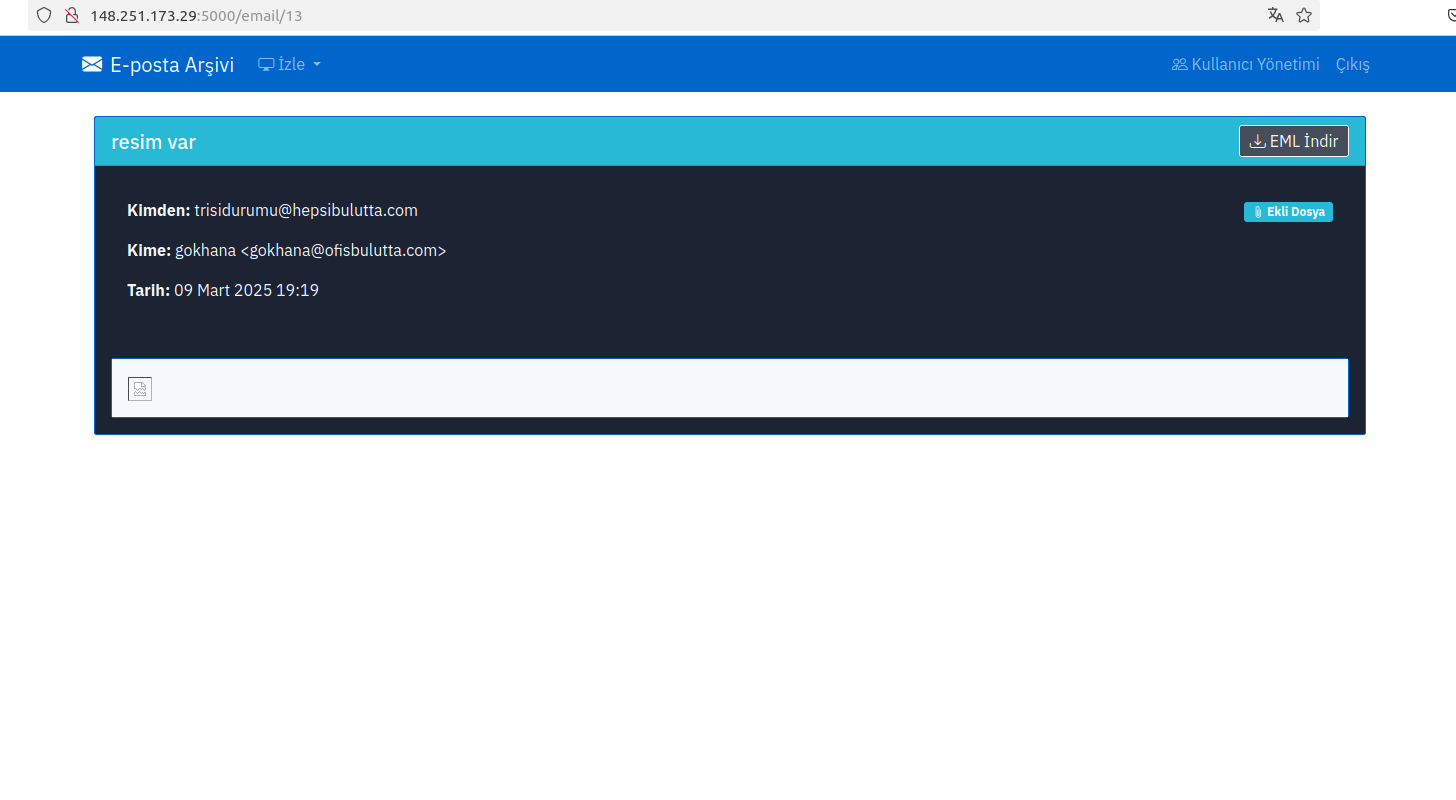 148.251.173.29:5000/email/13
E-posta Arşivi İzle Kullanıcı Yönetimi Çıkış
resim var EML İndir
Kimden: trisidurumu@hepsibulutta.com Ekli Dosya
Kime: gokhana <gokhana@ofisbulutta.com>
Tarih: 09 Mart 2025 19:19